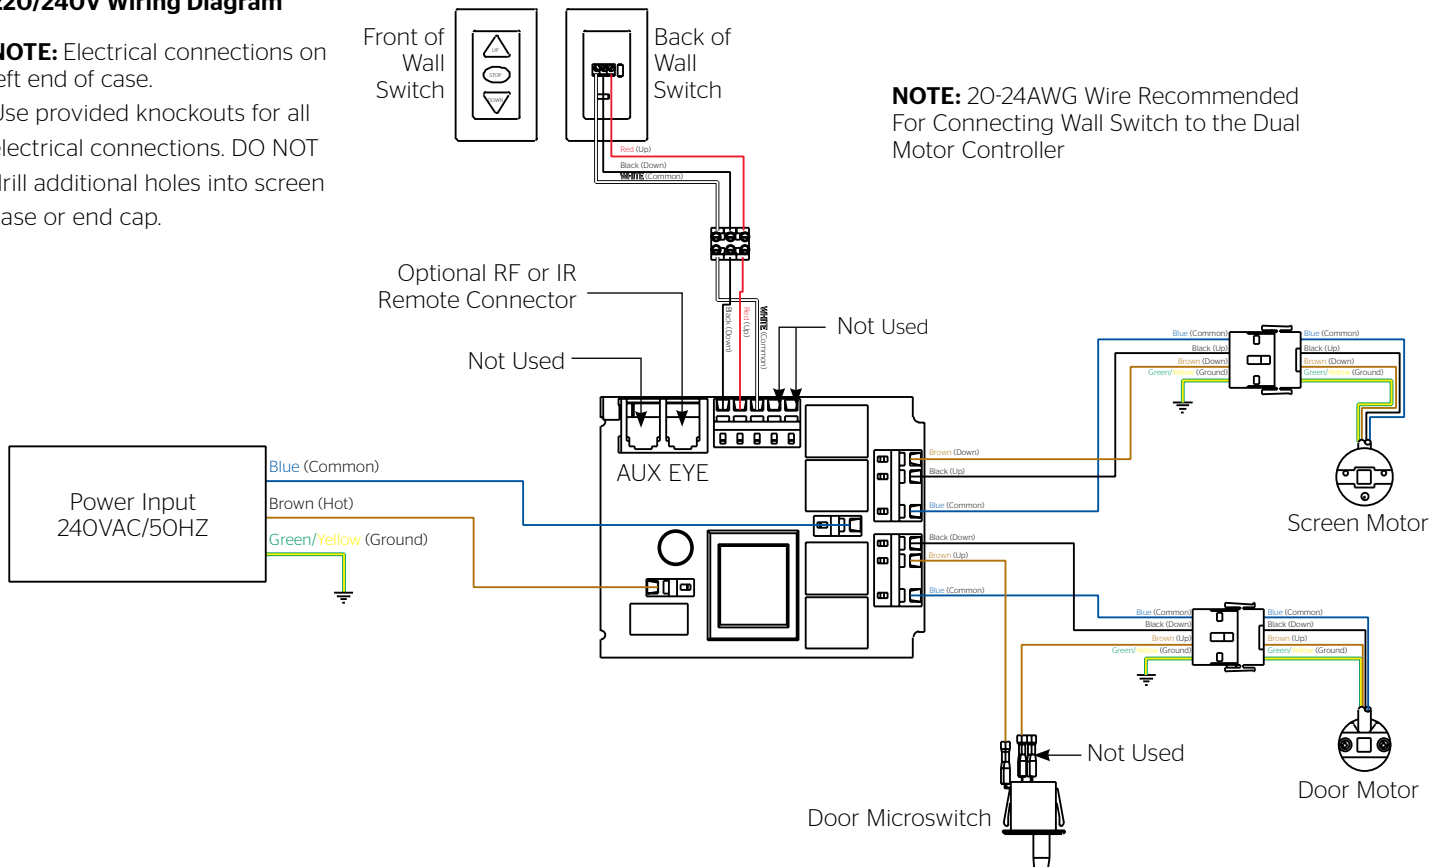 220/240V Wiring Diagram
NOTE: Electrical connections on
left end of case.
Use provided knockouts for all
electrical connections. DO NOT
drill additional holes into screen
case or end cap.
Front of
Wall
Switch
UP
STOP
DOWN
Back of
Wall
Switch
NOTE: 20-24AWG Wire Recommended
For Connecting Wall Switch to the Dual
Motor Controller
Red (Up)
Black (Down)
WHITE (Common)
Optional RF or IR
Remote Connector
Not Used
Black (Down)
Red (Up)
WHITE (Common)
Not Used
AUX EYE
Power Input
240VAC/50HZ
Blue (Common)
Brown (Hot)
Green/Yellow (Ground)
Brown (Down)
Black (Up)
Blue (Common)
Black (Down)
Brown (Up)
Blue (Common)
Blue (Common)
Black (Up)
Brown (Down)
Green/Yellow (Ground)
Blue (Common)
Black (Up)
Brown (Down)
Green/Yellow (Ground)
Screen Motor
Blue (Common)
Black (Down)
Brown (Up)
Green/Yellow (Ground)
Blue (Common)
Black (Down)
Brown (Up)
Green/Yellow (Ground)
Door Motor
Not Used
Door Microswitch